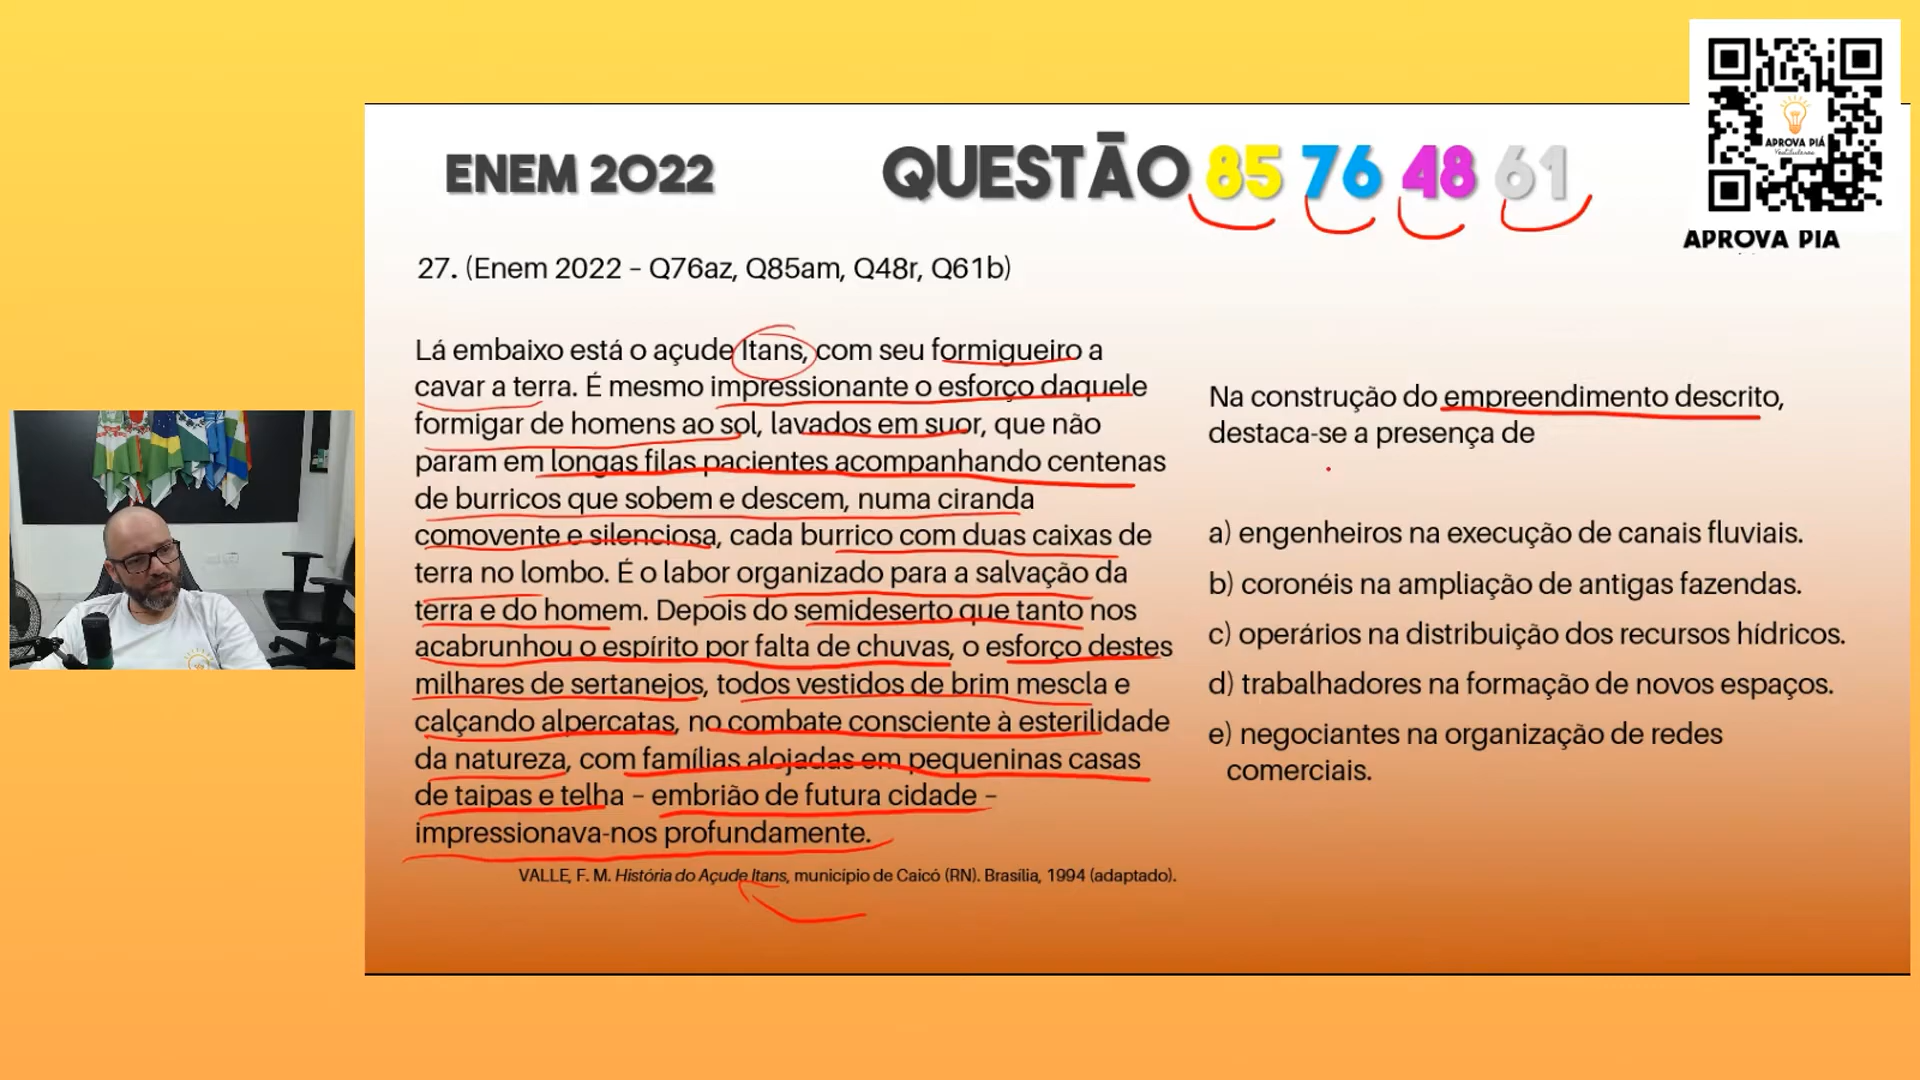 ENEM 2022
QUESTÃO 85 76 48 61
APROVA PIÁ
Vestibulares
APROVA PIA
27. (Enem 2022 – Q76az, Q85am, Q48r, Q61b)
Lá embaixo está o açude Itans, com seu formigueiro a
cavar a terra. É mesmo impressionante o esforço daquele
formigar de homens ao sol, lavados em suor, que não
param em longas filas pacientes acompanhando centenas
de burricos que sobem e descem, numa ciranda
comovente e silenciosa, cada burrico com duas caixas de
terra no lombo. É o labor organizado para a salvação da
terra e do homem. Depois do semideserto que tanto nos
acabrunhou o espírito por falta de chuvas, o esforço destes
milhares de sertanejos, todos vestidos de brim mescla e
calçando alpercatas, no combate consciente à esterilidade
da natureza, com famílias alojadas em pequeninas casas
de taipas e telha – embrião de futura cidade –
impressionava-nos profundamente.
VALLE, F. M. História do Açude Itans, município de Caicó (RN). Brasília, 1994 (adaptado).
Na construção do empreendimento descrito,
destaca-se a presença de
a) engenheiros na execução de canais fluviais.
b) coronéis na ampliação de antigas fazendas.
c) operários na distribuição dos recursos hídricos.
d) trabalhadores na formação de novos espaços.
e) negociantes na organização de redes
comerciais.